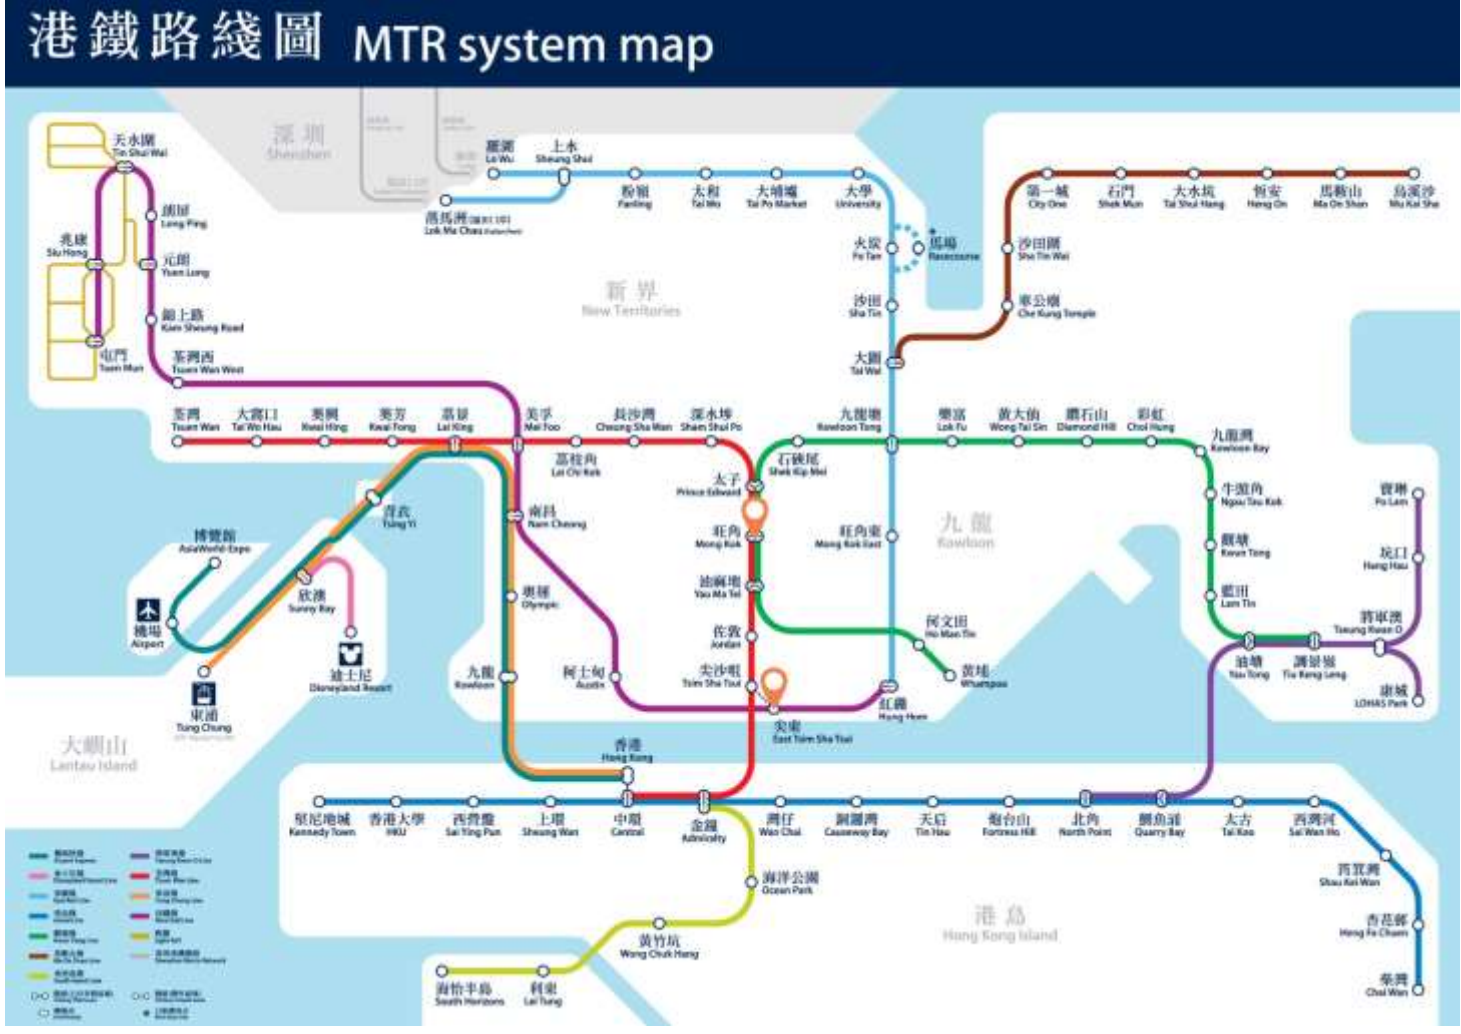 港鐵路綫圖 MTR system map
深圳
Shenzhen
天水圍
Tin Shui Wai
朗屏
Long Ping
兆康
Siu Hong
元朗
Yuen Long
錦上路
Kam Sheung Road
屯門
Tuen Mun
荃灣西
Tsuen Wan West
羅湖
Lo Wu
上水
Sheung Shui
落馬洲
Lok Ma Chau
粉嶺
Fanling
太和
Tai Wo
大埔墟
Tai Po Market
大學
University
火炭
Fo Tan
馬場
Racecourse
沙田
Sha Tin
大圍
Tai Wai
新界
New Territories
第一城
City One
石門
Shek Mun
大水坑
Tai Shui Hang
恆安
Heng On
馬鞍山
Ma On Shan
烏溪沙
Wu Kai Sha
沙田圍
Sha Tin Wai
車公廟
Che Kung Temple
荃灣
Tsuen Wan
大窩口
Tai Wo Hau
葵興
Kwai Hing
葵芳
Kwai Fong
荔景
Lai King
美孚
Mei Foo
荔枝角
Lai Chi Kok
長沙灣
Cheung Sha Wan
深水埗
Sham Shui Po
石硤尾
Shek Kip Mei
九龍塘
Kowloon Tong
樂富
Lok Fu
黃大仙
Wong Tai Sin
鑽石山
Diamond Hill
彩虹
Choi Hung
九龍灣
Kowloon Bay
牛頭角
Ngau Tau Kok
觀塘
Kwun Tong
藍田
Lam Tin
油塘
Yau Tong
調景嶺
Tiu Keng Leng
將軍澳
Tseung Kwan O
寶琳
Po Lam
坑口
Hang Hau
康城
LOHAS Park
太子
Prince Edward
旺角
Mong Kok
旺角東
Mong Kok East
九龍
Kowloon
油麻地
Yau Ma Tei
何文田
Ho Man Tin
黃埔
Whampoa
佐敦
Jordan
尖沙咀
Tsim Sha Tsui
尖東
East Tsim Sha Tsui
紅磡
Hung Hom
青衣
Tsing Yi
南昌
Nam Cheong
奧運
Olympic
九龍
Kowloon
柯士甸
Austin
博覽館
AsiaWorld-Expo
機場
Airport
欣澳
Sunny Bay
迪士尼
Disneyland Resort
東涌
Tung Chung
大嶼山
Lantau Island
香港
Hong Kong
堅尼地城
Kennedy Town
香港大學
HKU
西營盤
Sai Ying Pun
上環
Sheung Wan
中環
Central
金鐘
Admiralty
灣仔
Wan Chai
銅鑼灣
Causeway Bay
天后
Tin Hau
炮台山
Fortress Hill
北角
North Point
鰂魚涌
Quarry Bay
太古
Tai Koo
西灣河
Sai Wan Ho
筲箕灣
Shau Kei Wan
杏花邨
Heng Fa Chuen
柴灣
Chai Wan
海洋公園
Ocean Park
黃竹坑
Wong Chuk Hang
利東
Lei Tung
海怡半島
South Horizons
港島
Hong Kong Island